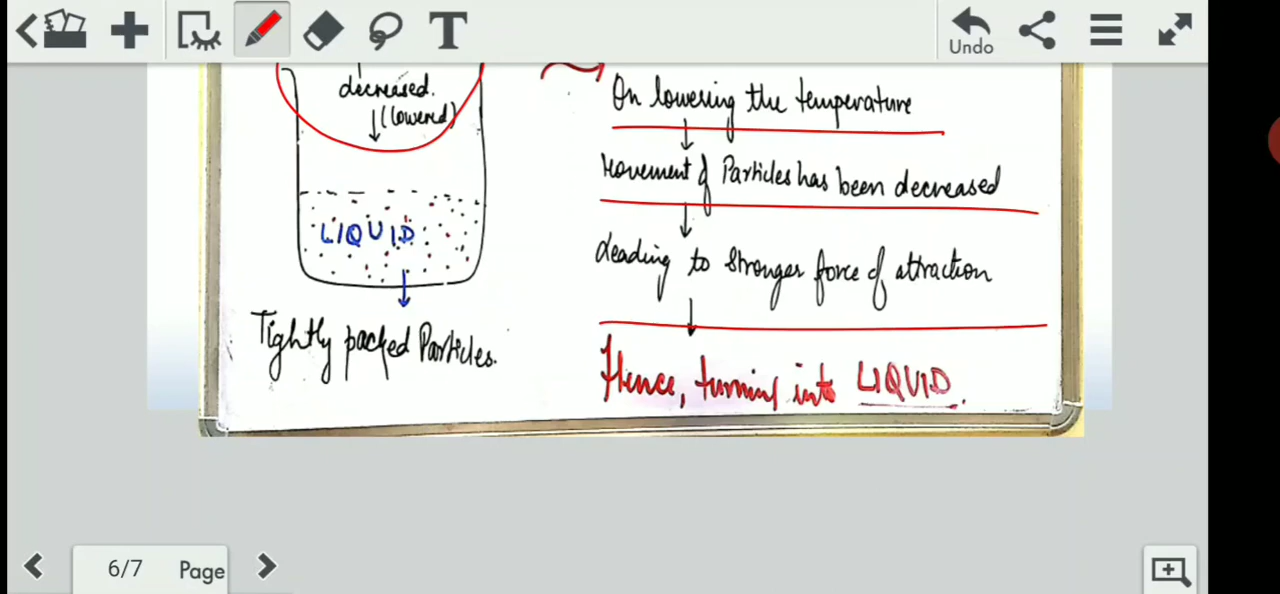 T
Undo
decreased.
(lowered)
On lowering the temperature
Movement of Particles has been decreased
LIQUID
Leading to stronger force of attraction
Tightly packed Particles.
Hence, turning into LIQUID.
6/7 Page